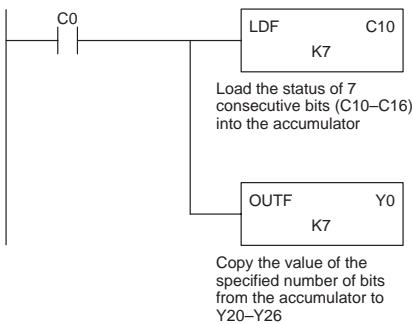 C0
LDF C10
K7
Load the status of 7
consecutive bits (C10–C16)
into the accumulator
OUTF Y0
K7
Copy the value of the
specified number of bits
from the accumulator to
Y20–Y26